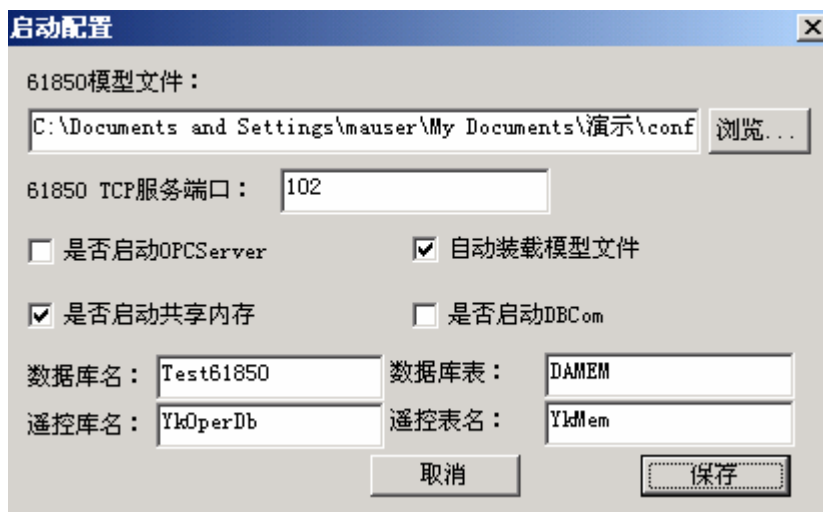 启动配置
61850模型文件：
C:\Documents and Settings\mauser\My Documents\演示\conf 浏览...
61850 TCP服务端口： 102
是否启动OPCServer 自动装载模型文件
是否启动共享内存 是否启动DBCom
数据库名： Test61850 数据库表： DAMEM
遥控库名： YkOperDb 遥控表名： YkMem
取消 保存